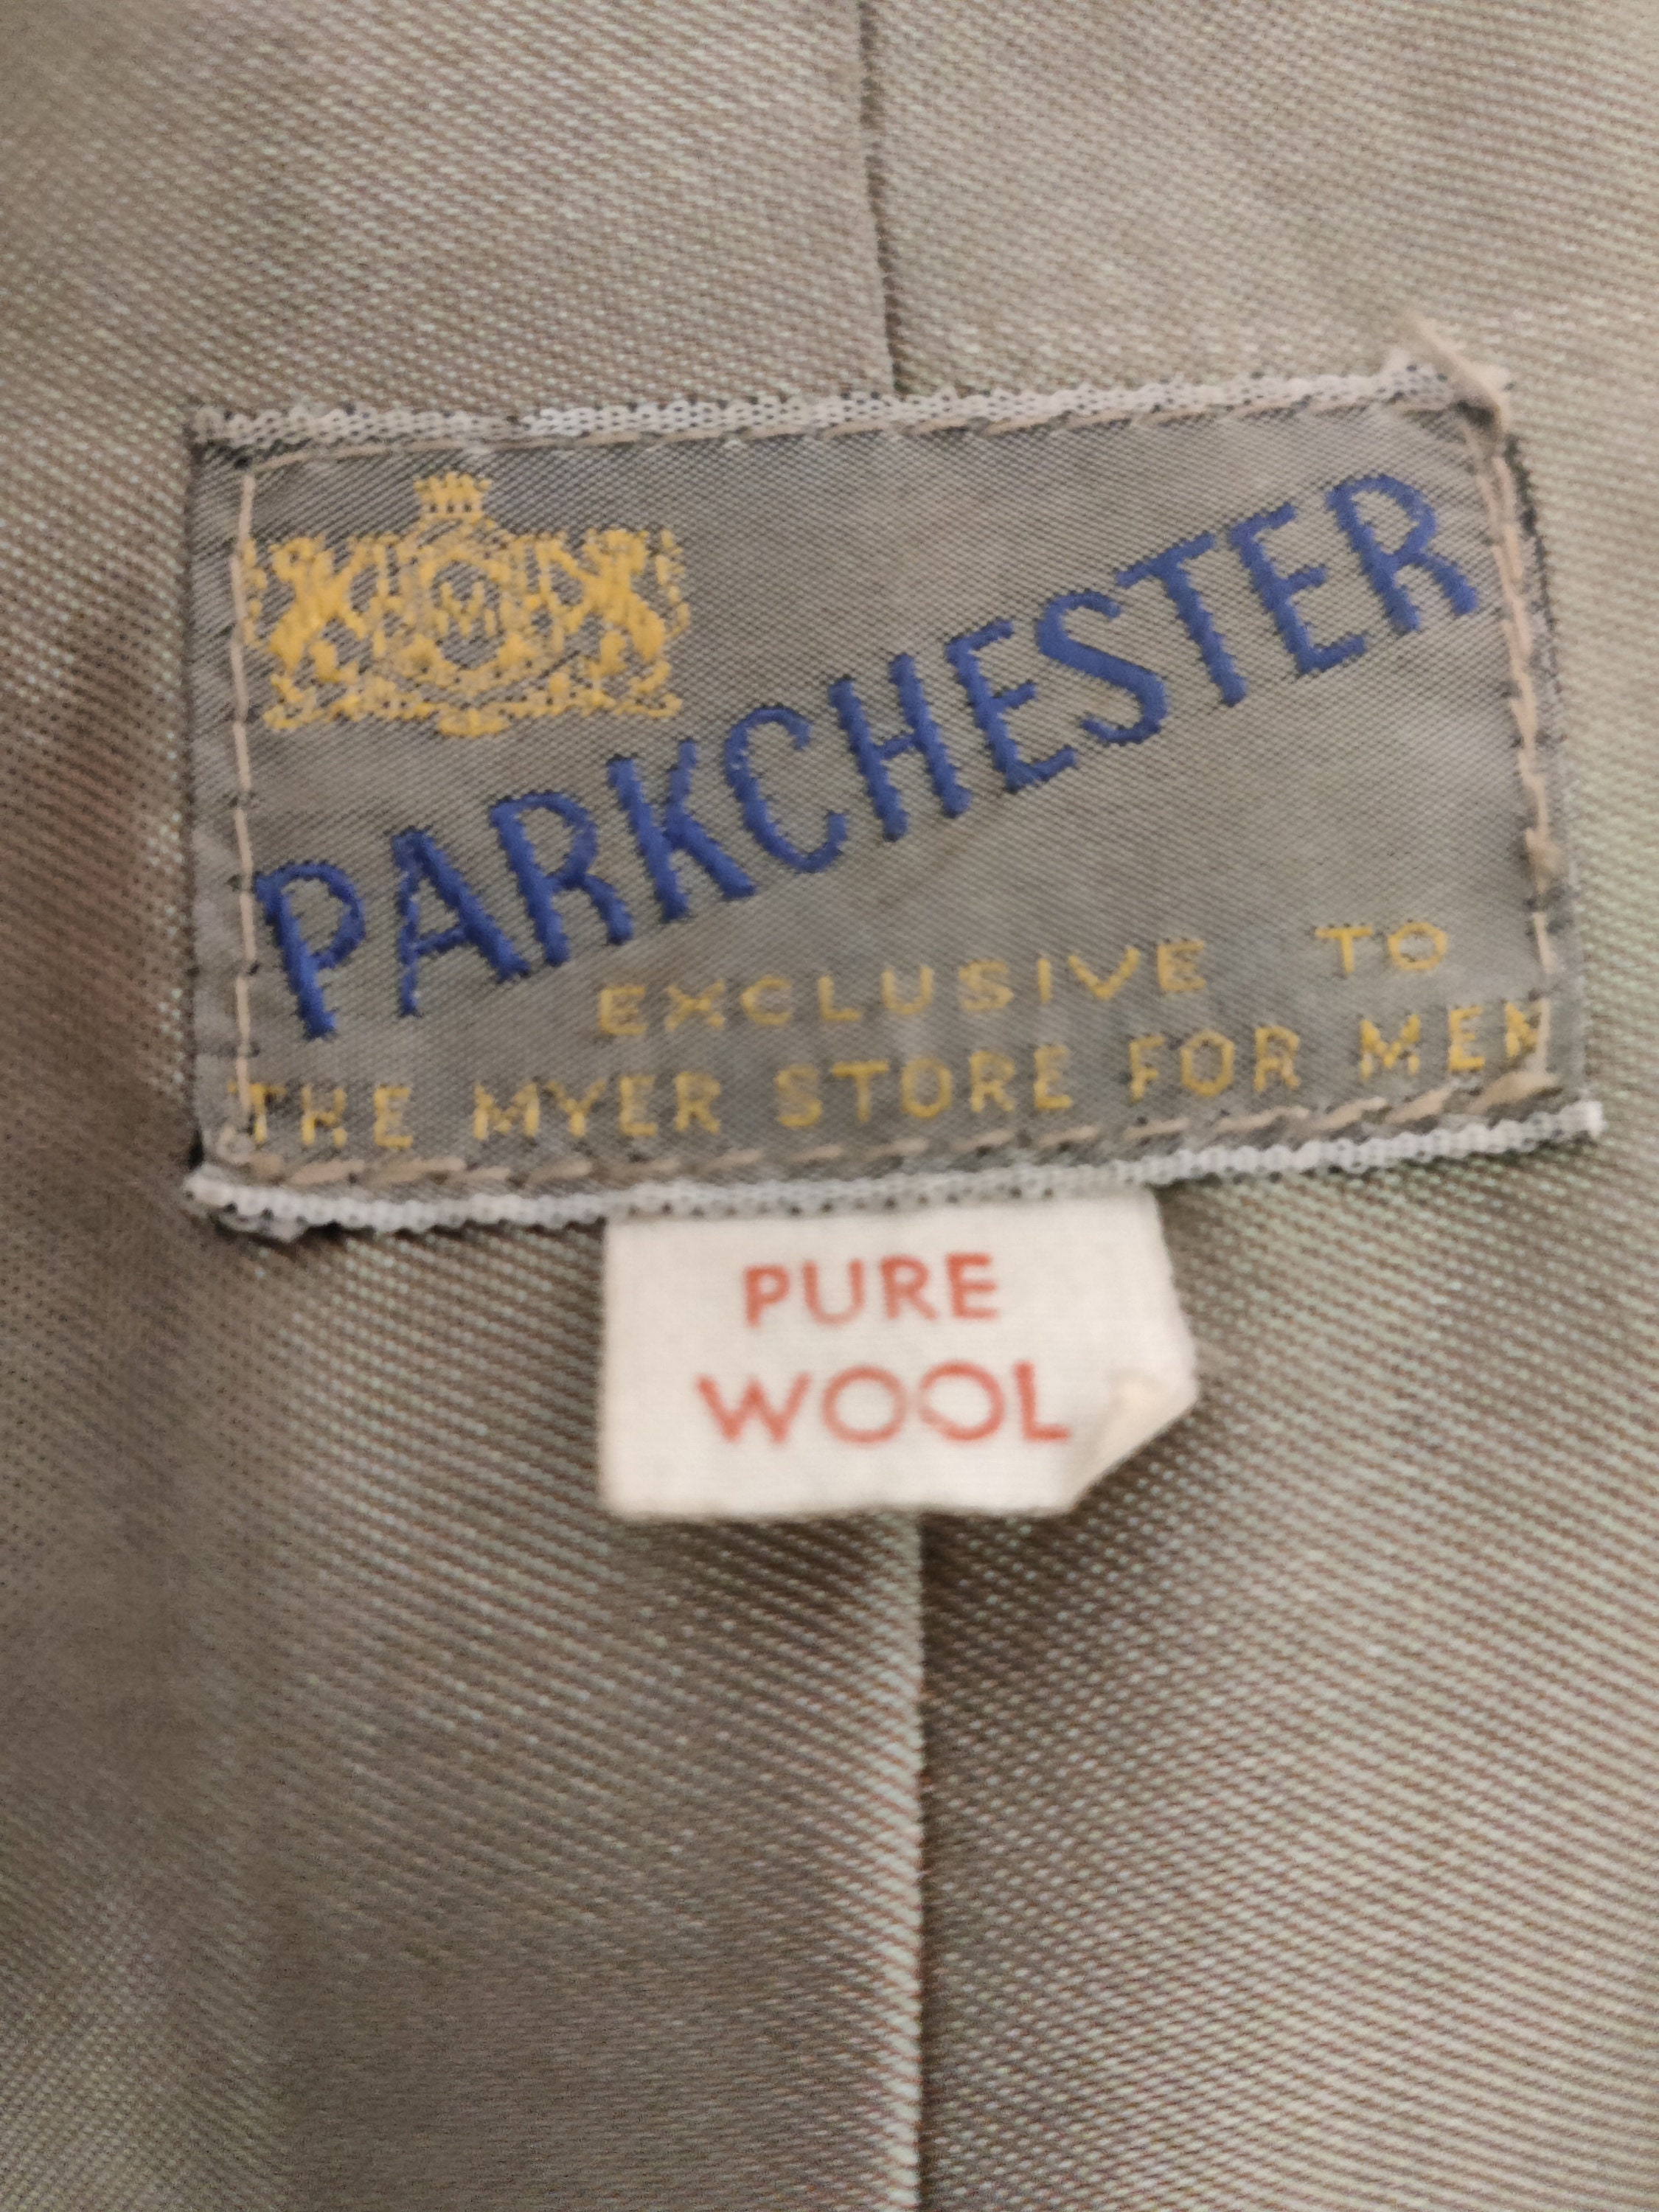 M
PARKCHESTER
EXCLUSIVE TO
THE MYER STORE FOR MEN
PURE
WOOL